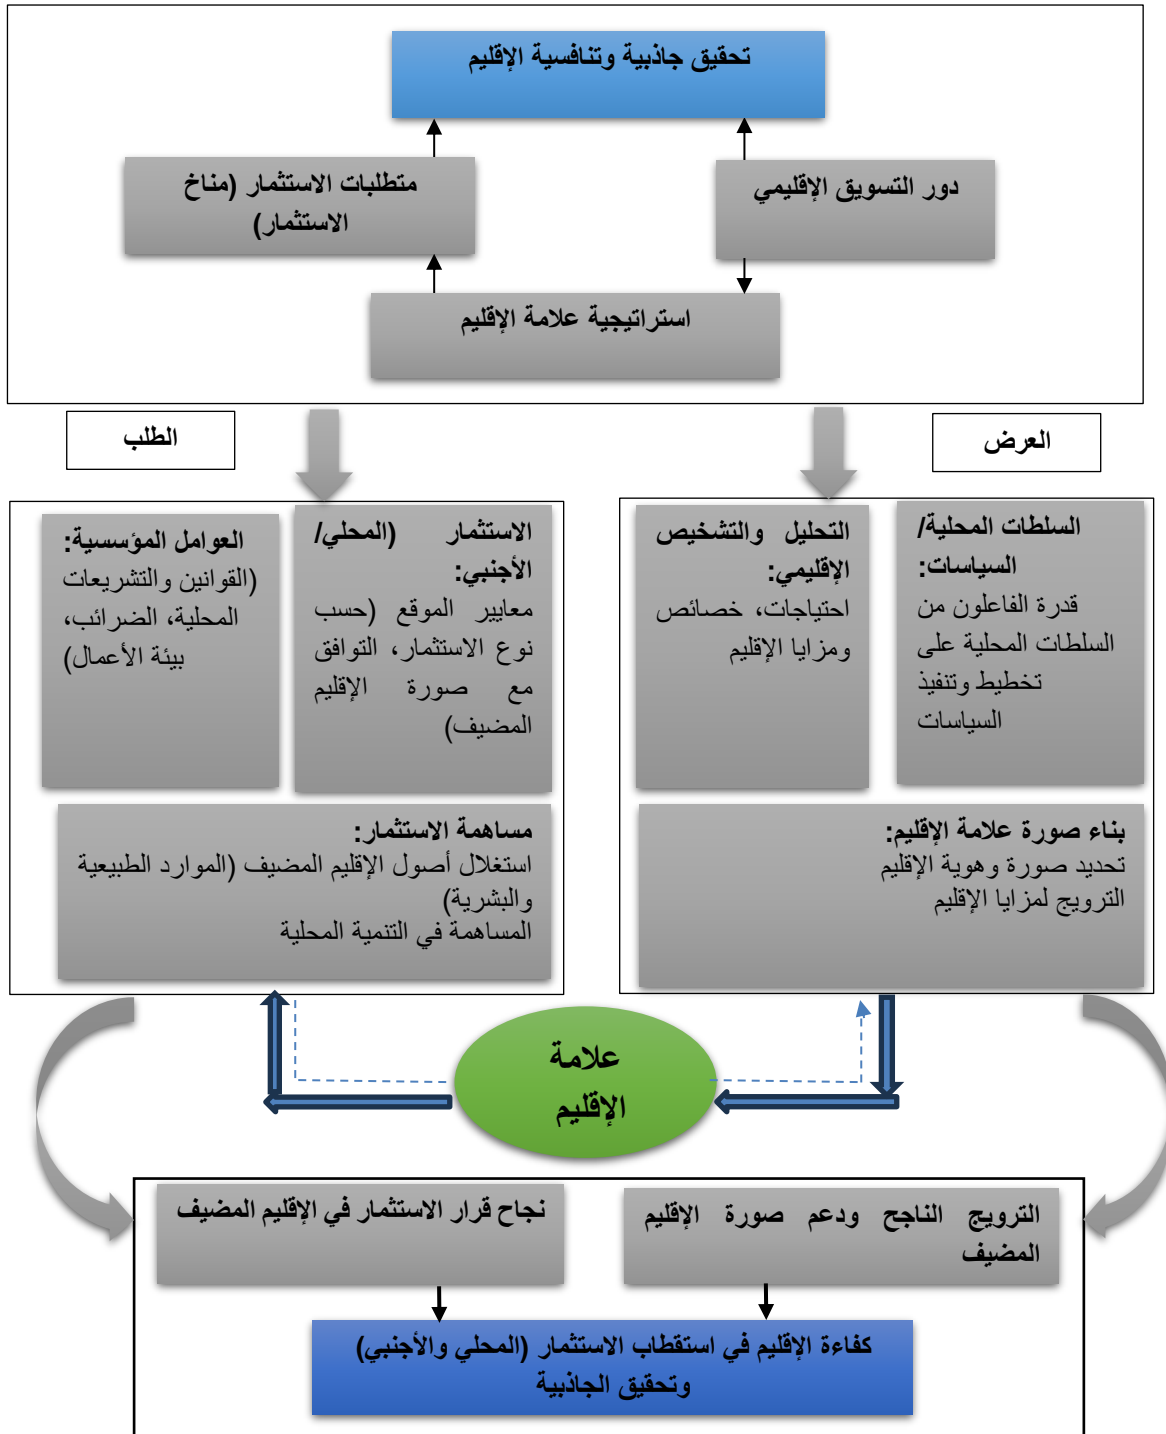 تحقيق جاذبية وتنافسية الإقليم
دور التسويق الإقليمي
متطلبات الاستثمار (مناخ
الاستثمار)
استراتيجية علامة الإقليم
العرض
الطلب
السلطات المحلية/
السياسات:
قدرة الفاعلون من
السلطات المحلية على
تخطيط وتنفيذ
السياسات
التحليل والتشخيص
الإقليمي:
احتياجات، خصائص
ومزايا الإقليم
بناء صورة علامة الإقليم:
تحديد صورة وهوية الإقليم
الترويج لمزايا الإقليم
الاستثمار (المحلي/
الأجنبي:
معايير الموقع (حسب
نوع الاستثمار، التوافق
مع صورة الإقليم
المضيف)
العوامل المؤسسية:
(القوانين والتشريعات
المحلية، الضرائب،
بيئة الأعمال)
مساهمة الاستثمار:
استغلال أصول الإقليم المضيف (الموارد الطبيعية
والبشرية)
المساهمة في التنمية المحلية
علامة
الإقليم
الترويج الناجح ودعم صورة الإقليم
المضيف
نجاح قرار الاستثمار في الإقليم المضيف
كفاءة الإقليم في استقطاب الاستثمار (المحلي والأجنبي)
وتحقيق الجاذبية